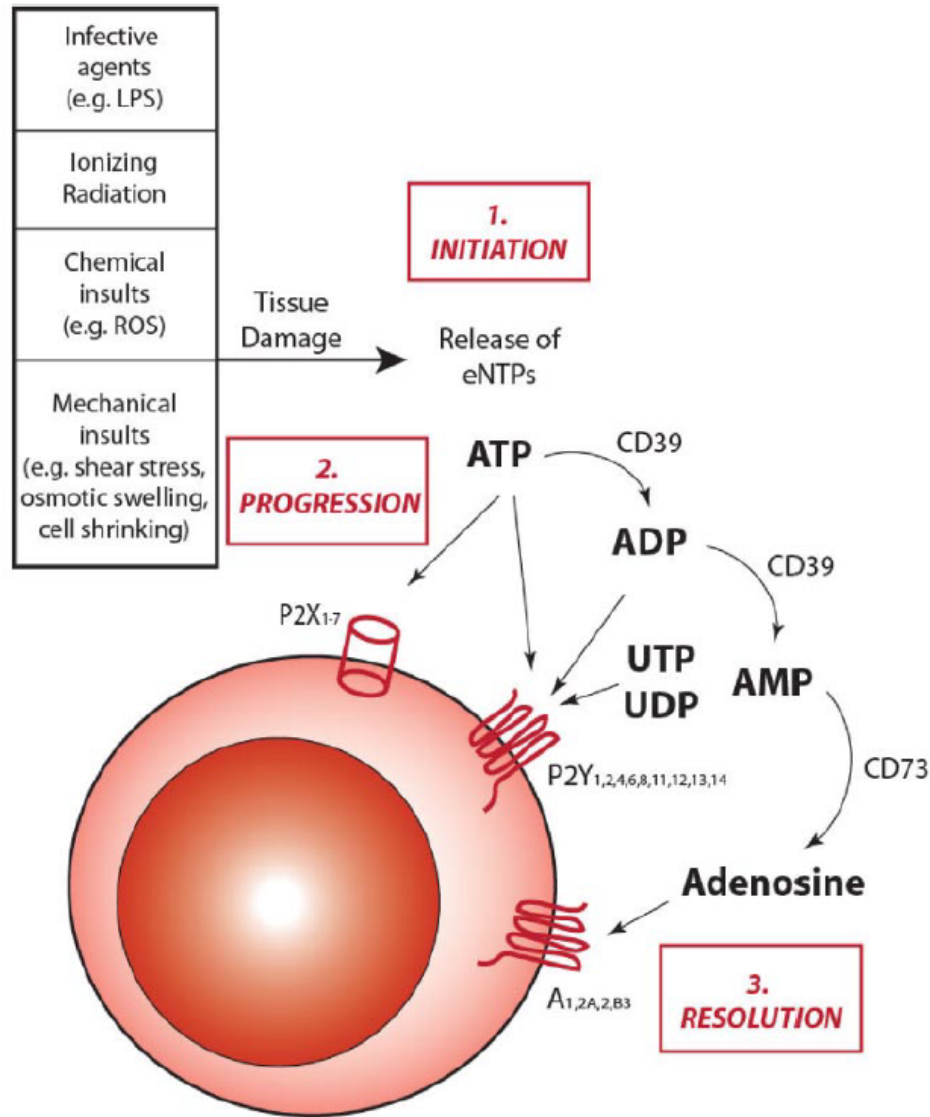 Infective
agents
(e.g. LPS)
Ionizing
Radiation
Chemical
insults
(e.g. ROS)
Mechanical
insults
(e.g. shear stress,
osmotic swelling,
cell shrinking)
Tissue
Damage
1.
INITIATION
Release of
eNTPs
2.
PROGRESSION
ATP
CD39
ADP
CD39
P2X1-7
UTP
UDP
AMP
P2Y1,2,4,6,8,11,12,13,14
CD73
Adenosine
A1,2A,2,B3
3.
RESOLUTION